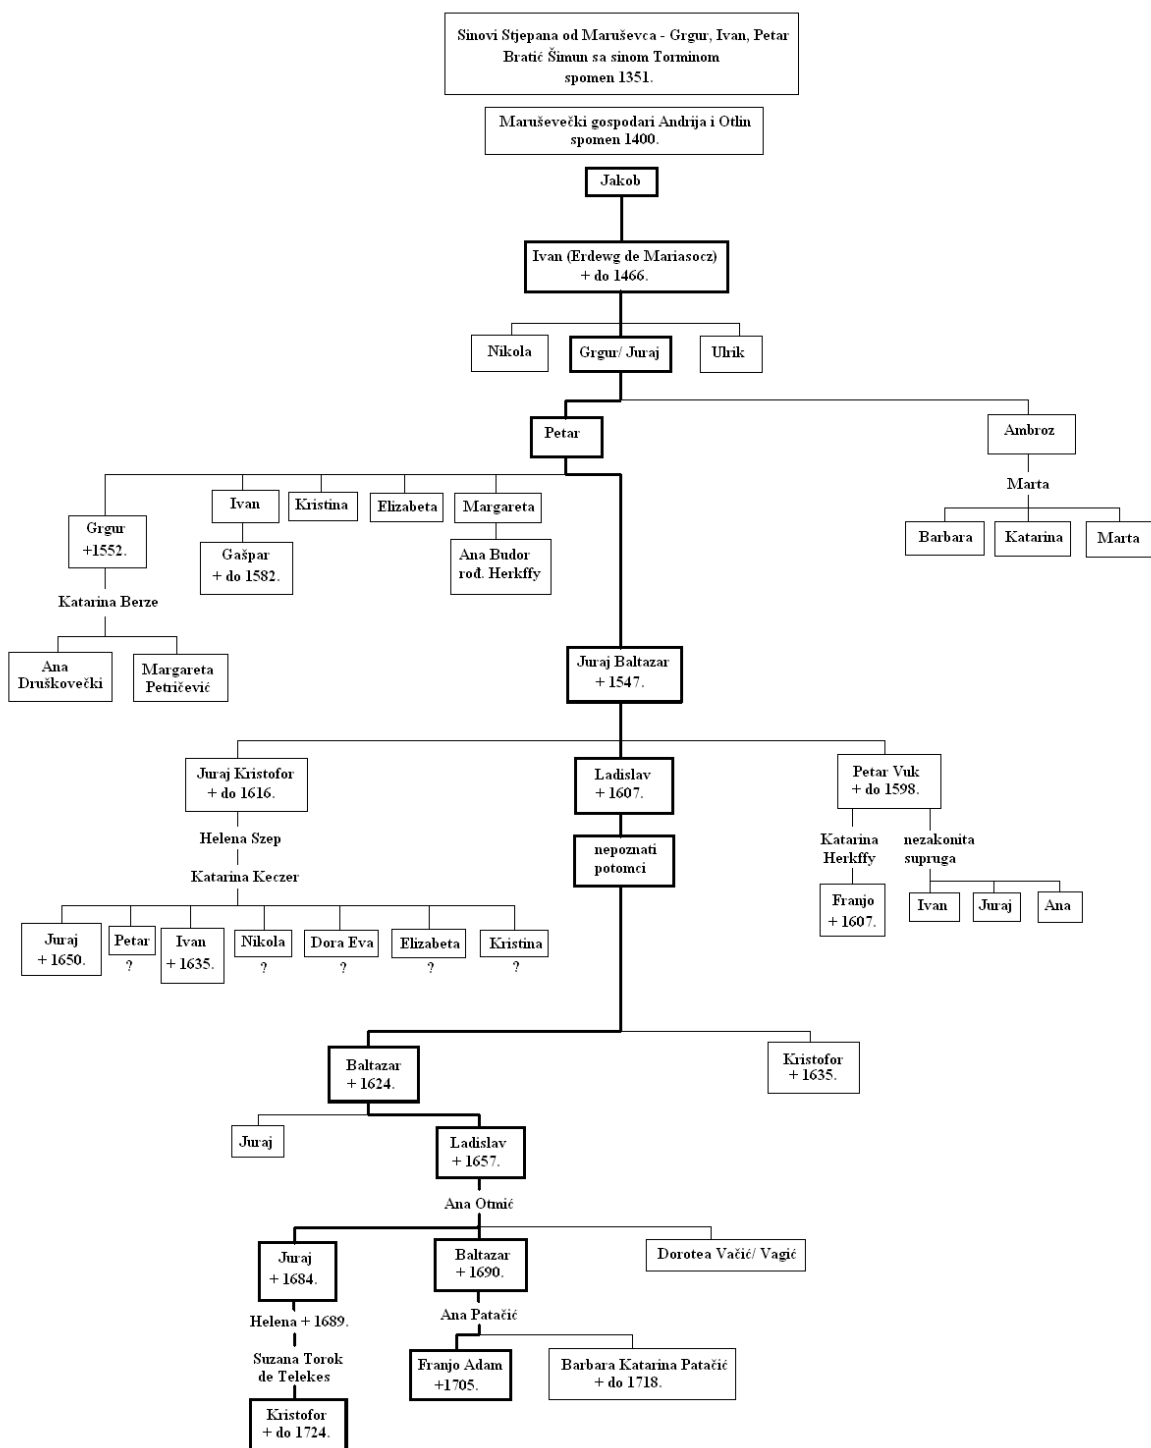 Sinovi Stjepana od Maruševca - Grgur, Ivan, Petar
Bratić Šimun sa sinom Torminom
spomen 1351.
Maruševečki gospodari Andrija i Otlin
spomen 1400.
Jakob
Ivan (Erdewg de Mariasocz)
+ do 1466.
Nikola
Grgur/ Juraj
Ulrik
Petar
Ambroz
Marta
Barbara
Katarina
Marta
Grgur
+1552.
Ivan
Kristina
Elizabeta
Margareta
Gašpar
+ do 1582.
Ana Budor
rođ. Herkffy
Katarina Berze
Ana
Druškovečki
Margareta
Petričević
Juraj Baltazar
+ 1547.
Juraj Kristofor
+ do 1616.
Ladislav
+ 1607.
Petar Vuk
+ do 1598.
Helena Szep
Katarina Keczer
nepoznati
potomci
Katarina
Herkffy
nezakonita
supruga
Franjo
+ 1607.
Ivan
Juraj
Ana
Juraj
+ 1650.
Petar
?
Ivan
+ 1635.
Nikola
?
Dora Eva
?
Elizabeta
?
Kristina
?
Baltazar
+ 1624.
Kristofor
+ 1635.
Juraj
Ladislav
+ 1657.
Ana Otmić
Juraj
+ 1684.
Baltazar
+ 1690.
Dorotea Vačić/ Vagić
Helena + 1689.
Suzana Torok
de Telekes
Kristofor
+ do 1724.
Ana Patačić
Franjo Adam
+1705.
Barbara Katarina Patačić
+ do 1718.